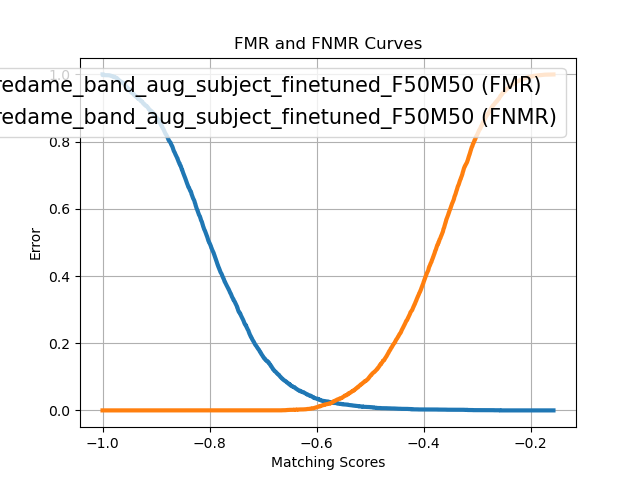 FMR and FNMR Curves
redame_band_aug_subject_finetuned_F50M50 (FMR)
redame_band_aug_subject_finetuned_F50M50 (FNMR)
1.0
0.8
0.6
0.4
0.2
0.0
Error
−1.0 −0.8 −0.6 −0.4 −0.2
Matching Scores